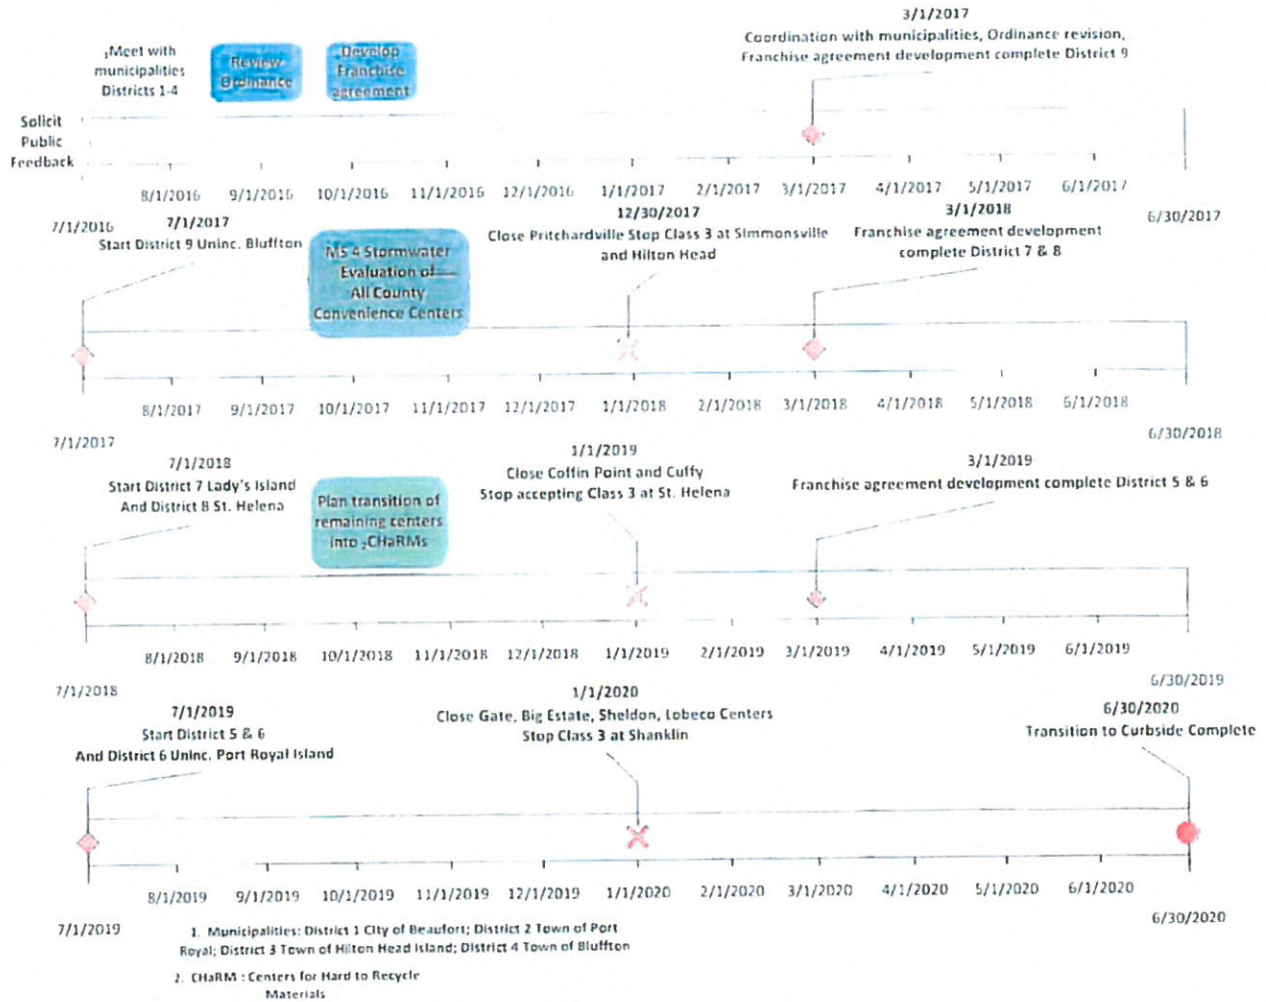 3/1/2017
Coordination with municipalities, Ordinance revision,
Franchise agreement development complete District 9
1Meet with
municipalities
Districts 1-4
Review
Ordinance
Develop
Franchise
agreement
Solicit
Public
Feedback
8/1/2016 9/1/2016 10/1/2016 11/1/2016 12/1/2016 1/1/2017 2/1/2017 3/1/2017 4/1/2017 5/1/2017 6/1/2017
7/1/2016
6/30/2017
7/1/2017
Start District 9 Uninc. Bluffton
MS 4 Stormwater
Evaluation of
All County
Convenience Centers
12/30/2017
Close Pritchardville Stop Class 3 at Simmonsville
and Hilton Head
3/1/2018
Franchise agreement development
complete District 7 & 8
8/1/2017 9/1/2017 10/1/2017 11/1/2017 12/1/2017 1/1/2018 2/1/2018 3/1/2018 4/1/2018 5/1/2018 6/1/2018
7/1/2017
6/30/2018
7/1/2018
Start District 7 Lady's Island
And District 8 St. Helena
Plan transition of
remaining centers
into 2CHaRMs
1/1/2019
Close Coffin Point and Cuffy
Stop accepting Class 3 at St. Helena
3/1/2019
Franchise agreement development complete District 5 & 6
8/1/2018 9/1/2018 10/1/2018 11/1/2018 12/1/2018 1/1/2019 2/1/2019 3/1/2019 4/1/2019 5/1/2019 6/1/2019
7/1/2018
6/30/2019
7/1/2019
Start District 5 & 6
And District 6 Uninc. Port Royal Island
1/1/2020
Close Gate, Big Estate, Sheldon, Lobeco Centers
Stop Class 3 at Shanklin
6/30/2020
Transition to Curbside Complete
8/1/2019 9/1/2019 10/1/2019 11/1/2019 12/1/2019 1/1/2020 2/1/2020 3/1/2020 4/1/2020 5/1/2020 6/1/2020
7/1/2019
6/30/2020
1. Municipalities: District 1 City of Beaufort; District 2 Town of Port
Royal; District 3 Town of Hilton Head Island; District 4 Town of Bluffton
2. CHaRM : Centers for Hard to Recycle
Materials